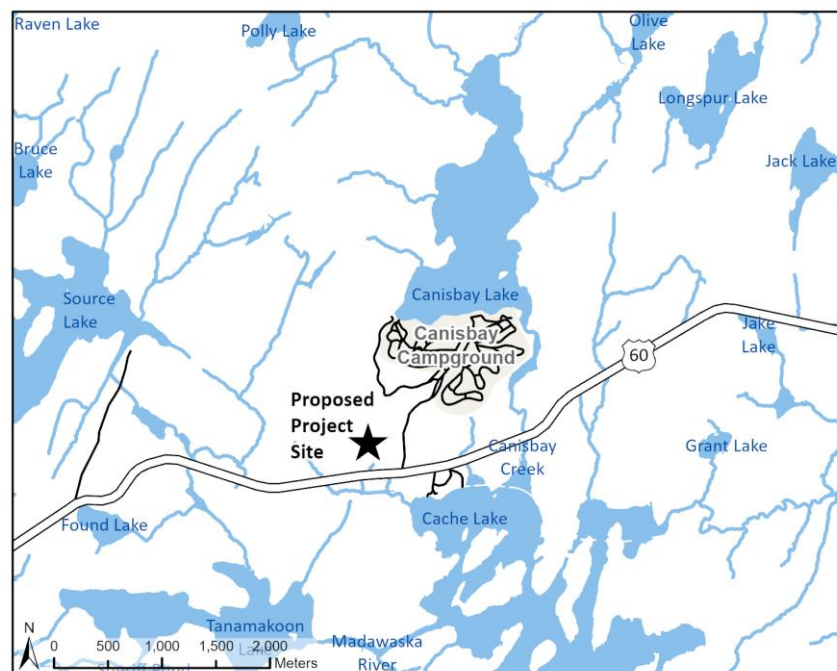 Raven Lake
Polly Lake
Olive
Lake
Longspur Lake
Bruce
Lake
Jack Lake
Source
Lake
Canisbay Lake
Canisbay
Campground
Jake
Lake
60
Proposed
Project
Site
Canisbay
Creek
Grant Lake
Found Lake
Cache Lake
Tanamakoon
Lake
Madawaska
River
N
0 500 1,000 1,500 2,000
Meters